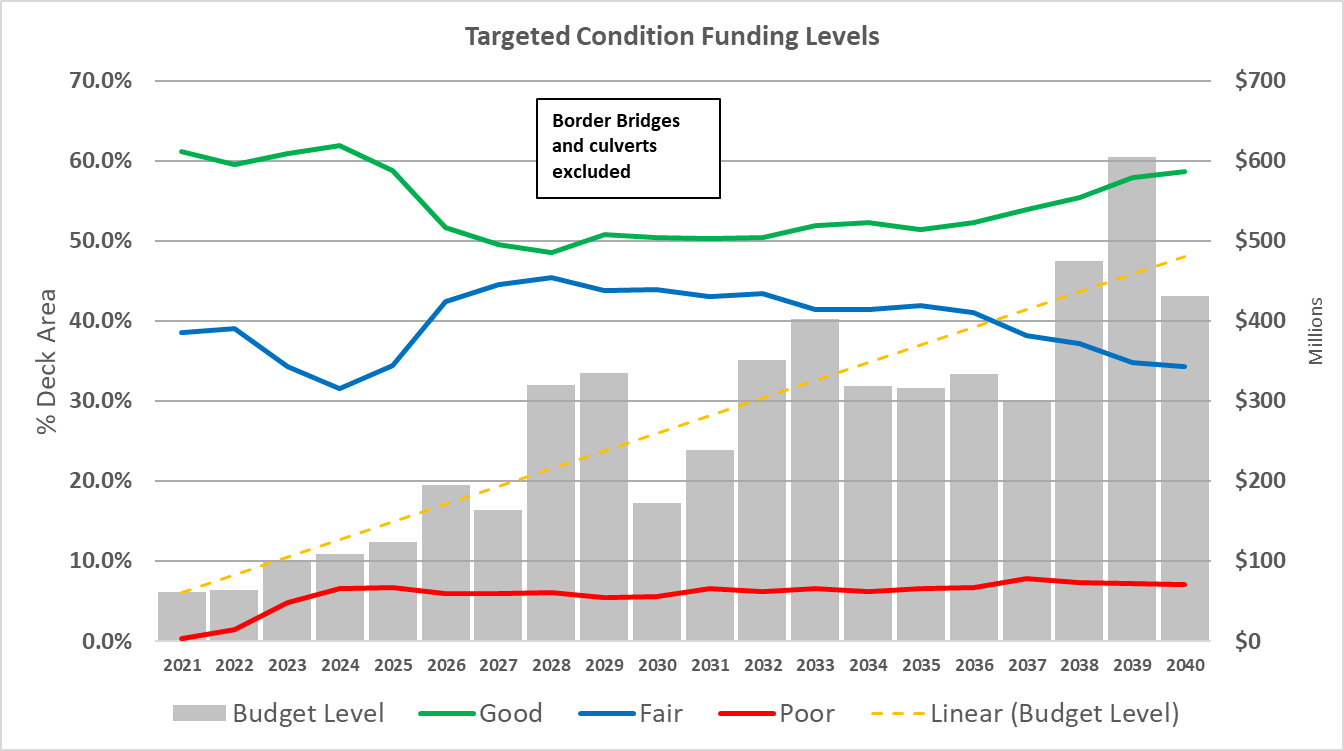 Targeted Condition Funding Levels
70.0%
60.0%
50.0%
40.0%
30.0%
20.0%
10.0%
0.0%
% Deck Area
Border Bridges
and culverts
excluded
$700
$600
$500
$400
$300
$200
$100
$0
Millions
2021 2022 2023 2024 2025 2026 2027 2028 2029 2030 2031 2032 2033 2034 2035 2036 2037 2038 2039 2040
Budget Level Good Fair Poor Linear (Budget Level)